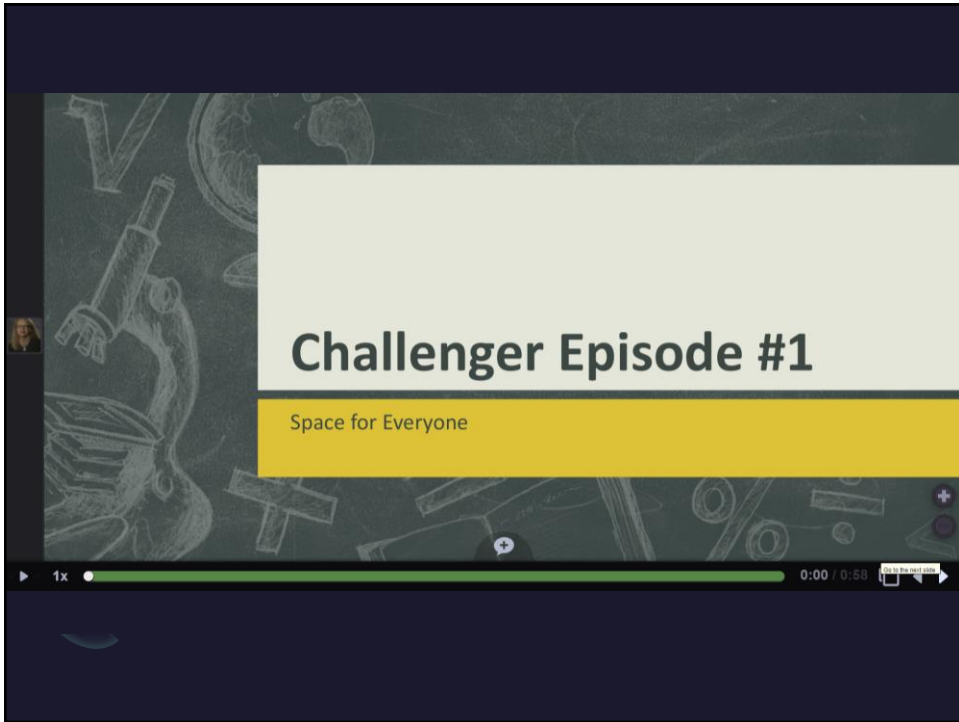 Challenger Episode #1
Space for Everyone
1x
0:00 / 0:58
Go to the next slide